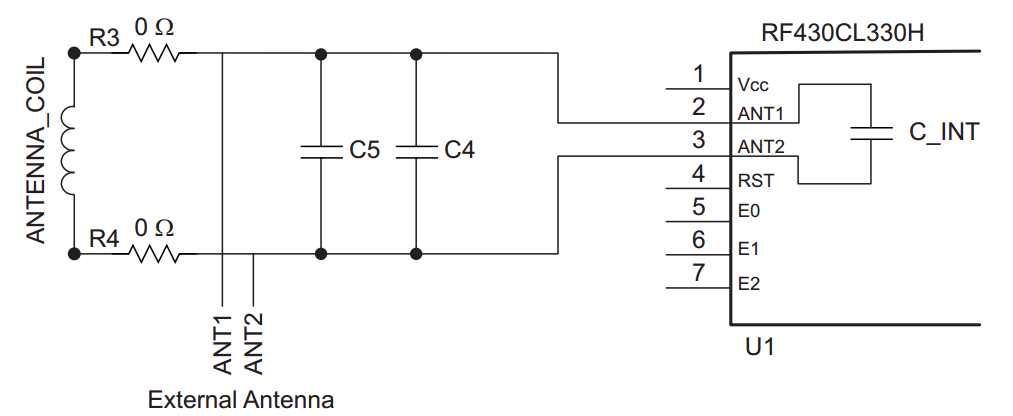 RF430CL330H
R3
0 Ω
ANTENNA_COIL
C5
C4
1
Vcc
2
ANT1
3
ANT2
C_INT
4
RST
5
E0
6
E1
7
E2
R4
0 Ω
ANT1
ANT2
U1
External Antenna